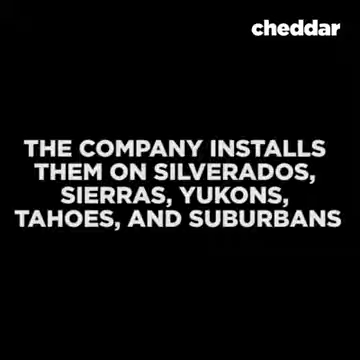 cheddar
THE COMPANY INSTALLS
THEM ON SILVERADOS,
SIERRAS, YUKONS,
TAHOES, AND SUBURBANS